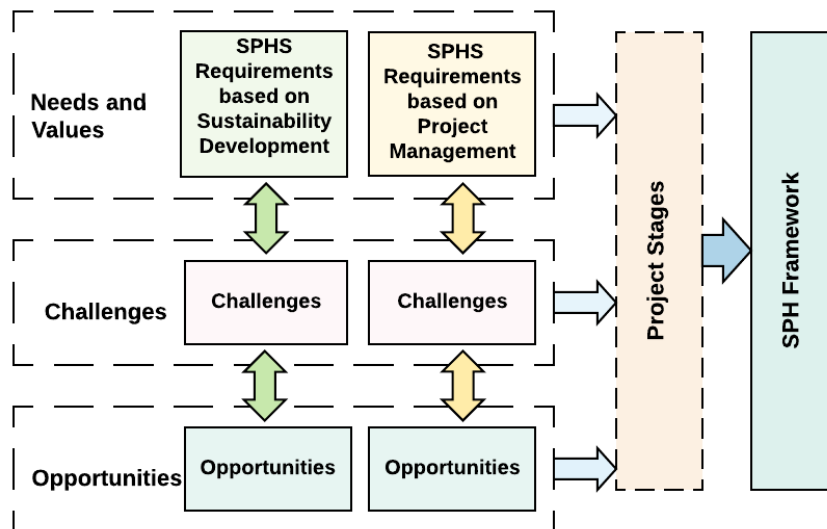 Needs and
Values
SPHS
Requirements
based on
Sustainability
Development
SPHS
Requirements
based on
Project
Management
Challenges
Challenges
Challenges
Opportunities
Opportunities
Opportunities
Project Stages
SPH Framework